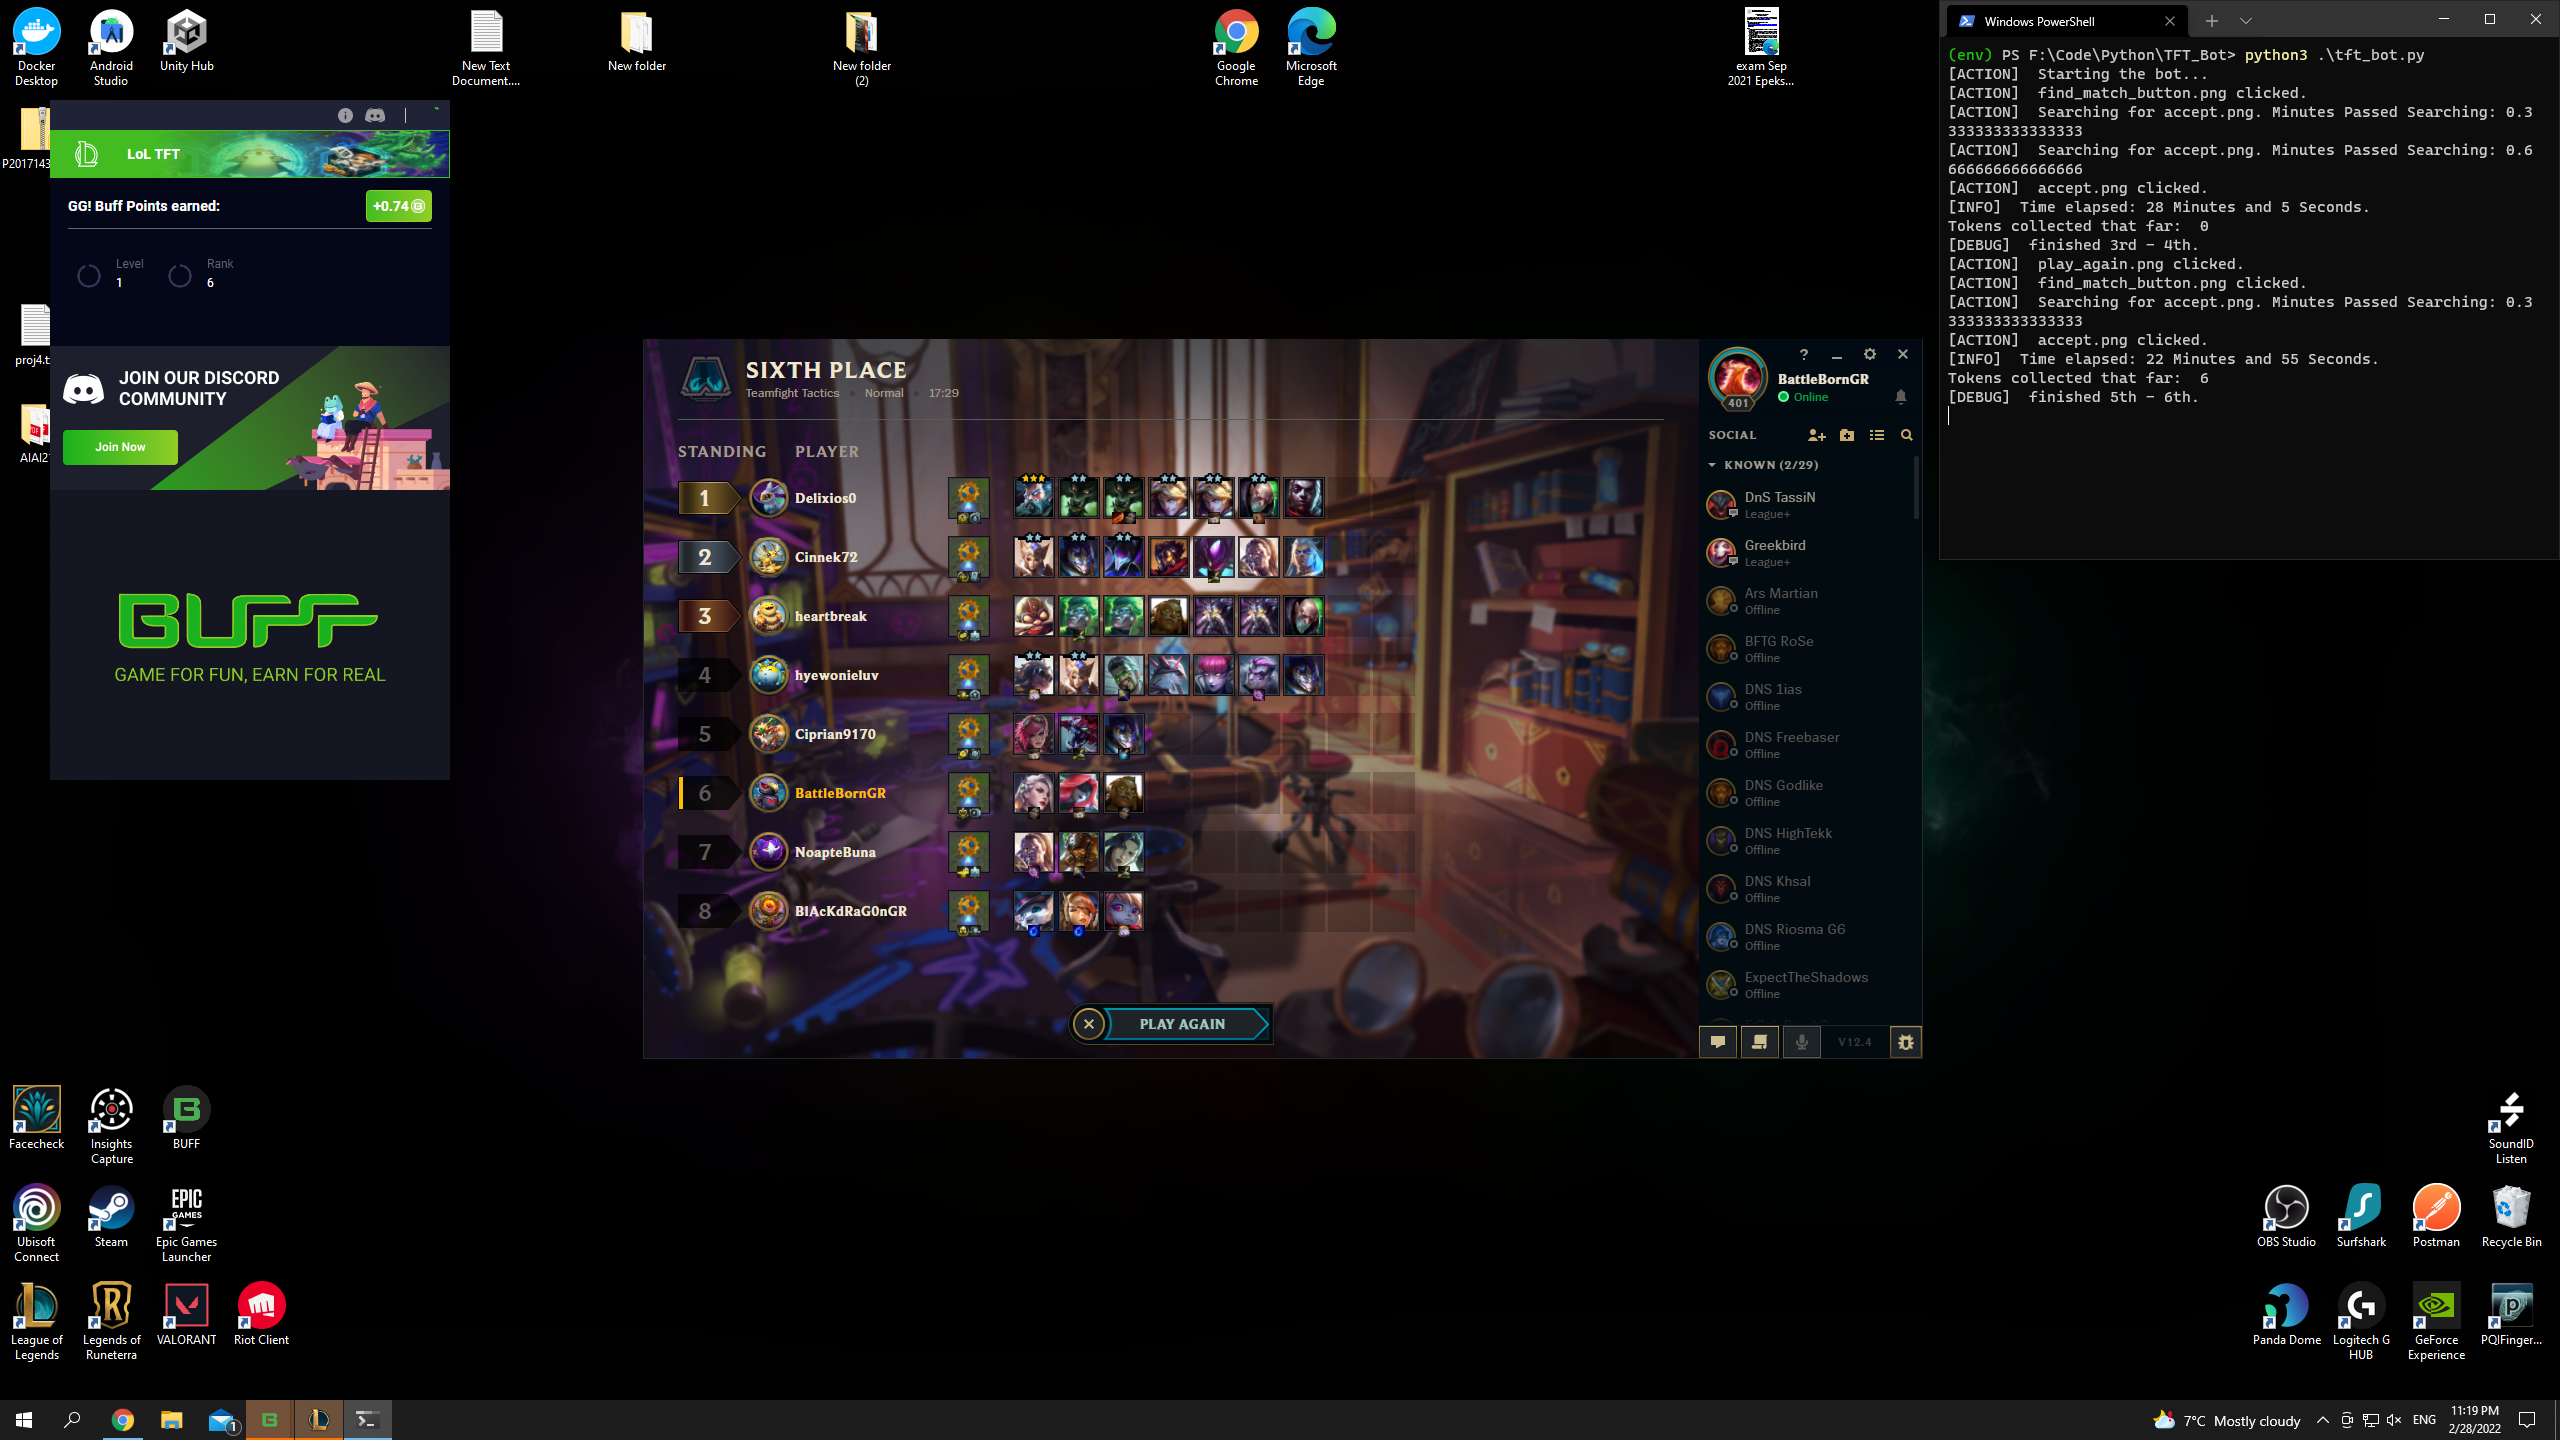 Docker
Desktop
Android
Studio
Unity Hub
New Text
Document....
New folder
New folder
(2)
Google
Chrome
Microsoft
Edge
exam Sep
2021 Epeks...
Windows PowerShell
(env) PS F:\Code\Python\TFT_Bot> python3 .\tft_bot.py
[ACTION]  Starting the bot...
[ACTION]  find_match_button.png clicked.
[ACTION]  Searching for accept.png. Minutes Passed Searching: 0.3
333333333333333
[ACTION]  Searching for accept.png. Minutes Passed Searching: 0.6
666666666666666
[ACTION]  accept.png clicked.
[INFO]  Time elapsed: 28 Minutes and 5 Seconds.
Tokens collected that far:  0
[DEBUG]  finished 3rd - 4th.
[ACTION]  play_again.png clicked.
[ACTION]  find_match_button.png clicked.
[ACTION]  Searching for accept.png. Minutes Passed Searching: 0.3
333333333333333
[ACTION]  accept.png clicked.
[INFO]  Time elapsed: 22 Minutes and 55 Seconds.
Tokens collected that far:  6
[DEBUG]  finished 5th - 6th.
P2017143
proj4.t
AIAI2
LoL TFT
GG! Buff Points earned:
+0.74
Level
1
Rank
6
JOIN OUR DISCORD
COMMUNITY
Join Now
BUFF
GAME FOR FUN, EARN FOR REAL
SIXTH PLACE
Teamfight Tactics • Normal • 17:29
STANDING PLAYER
1 Delixios0
2 Cinnek72
3 heartbreak
4 hyewonieluv
5 Ciprian9170
6 BattleBornGR
7 NoapteBuna
8 BlAcKdRaG0nGR
PLAY AGAIN
BattleBornGR
Online
401
SOCIAL
KNOWN (2/29)
DnS TassiN
League+
Greekbird
League+
Ars Martian
Offline
BFTG RoSe
Offline
DNS 1ias
Offline
DNS Freebaser
Offline
DNS Godlike
Offline
DNS HighTekk
Offline
DNS Khsal
Offline
DNS Riosma G6
Offline
ExpectTheShadows
Offline
V12.4
Facecheck
Insights
Capture
BUFF
Ubisoft
Connect
Steam
EPIC
GAMES
Epic Games
Launcher
League of
Legends
Legends of
Runeterra
VALORANT
Riot Client
SoundID
Listen
OBS Studio
Surfshark
Postman
Recycle Bin
Panda Dome
Logitech G
HUB
GeForce
Experience
PQIFinger...
1
7°C Mostly cloudy
ENG
11:19 PM
2/28/2022